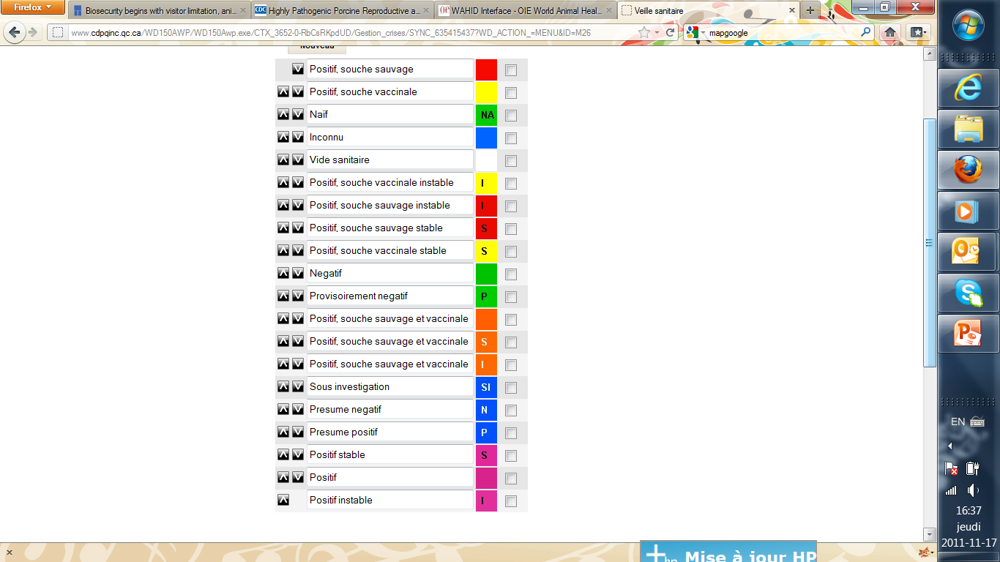 Firefox
Biosecurity begins with visitor limitation, ani...
CDC Highly Pathogenic Porcine Reproductive a...
WAHID Interface - OIE World Animal Heal...
Veille sanitaire
www.cdpqinc.qc.ca/WD150AWP/WD150Awp.exe/CTX_3652-0-RbCsRKpdUD/Gestion_crises/SYNC_635415437?WD_ACTION_=MENU&ID=M26
mapgoogle
Nouveau
Positif, souche sauvage
Positif, souche vaccinale
Naïf NA
Inconnu
Vide sanitaire
Positif, souche vaccinale instable I
Positif, souche sauvage instable I
Positif, souche sauvage stable S
Positif, souche vaccinale stable S
Negatif
Provisoirement negatif P
Positif, souche sauvage et vaccinale
Positif, souche sauvage et vaccinale S
Positif, souche sauvage et vaccinale I
Sous investigation SI
Presume negatif N
Presume positif P
Positif stable S
Positif
Positif instable I
EN
16:37
jeudi
2011-11-17
hp Mise à jour HP